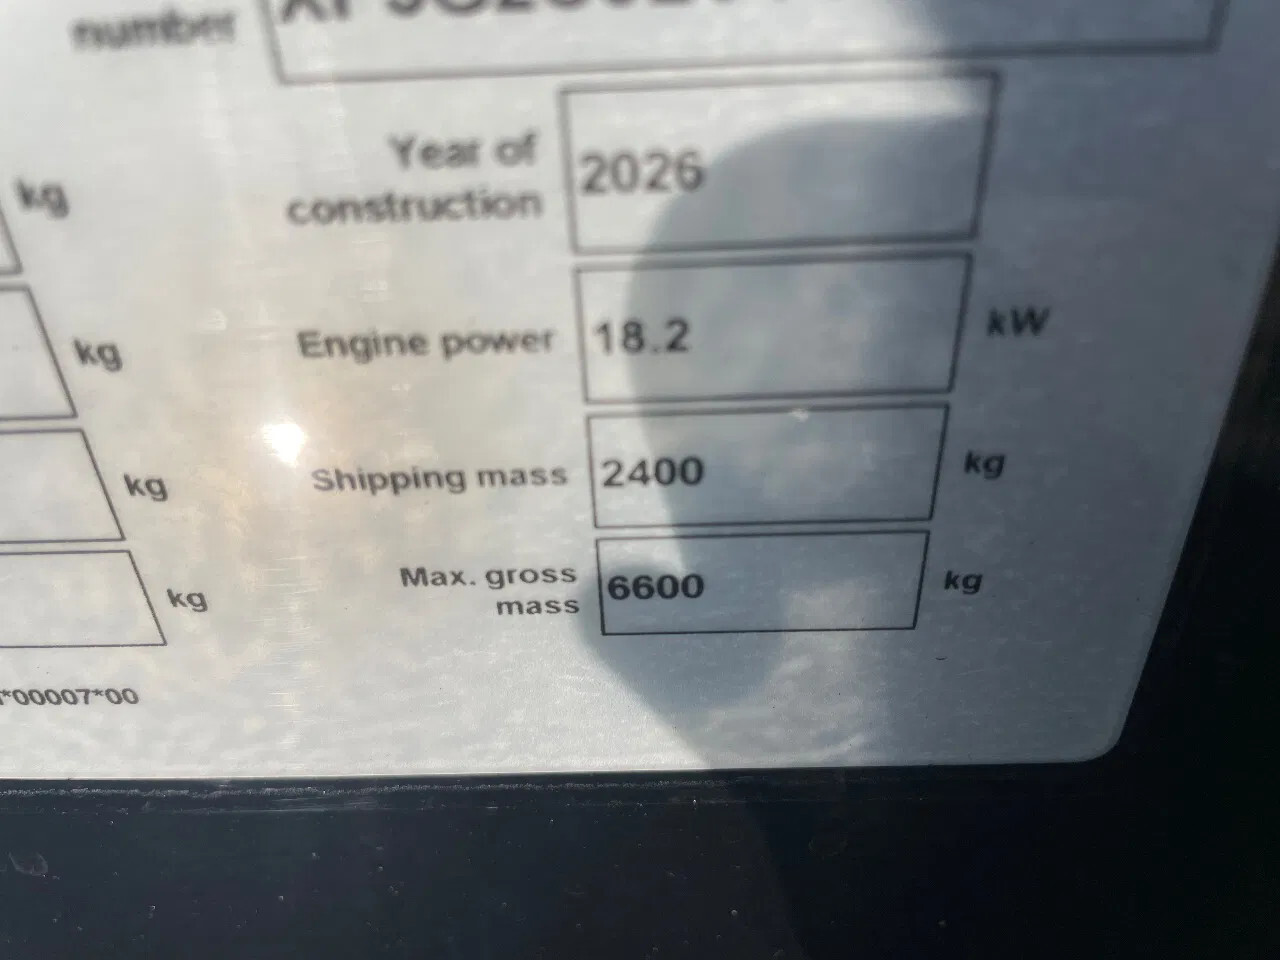 number
kg
Year of
construction
2026
kg
Engine power
18.2
kW
kg
Shipping mass
2400
kg
kg
Max. gross
mass
6600
kg
*00007*00